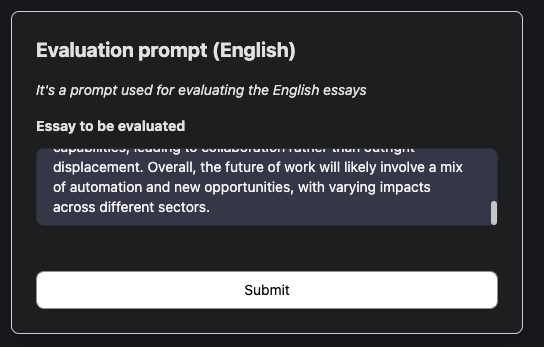 Evaluation prompt (English)
It's a prompt used for evaluating the English essays
Essay to be evaluated
capabilities, leading to collaboration rather than outright
displacement. Overall, the future of work will likely involve a mix
of automation and new opportunities, with varying impacts
across different sectors.
Submit